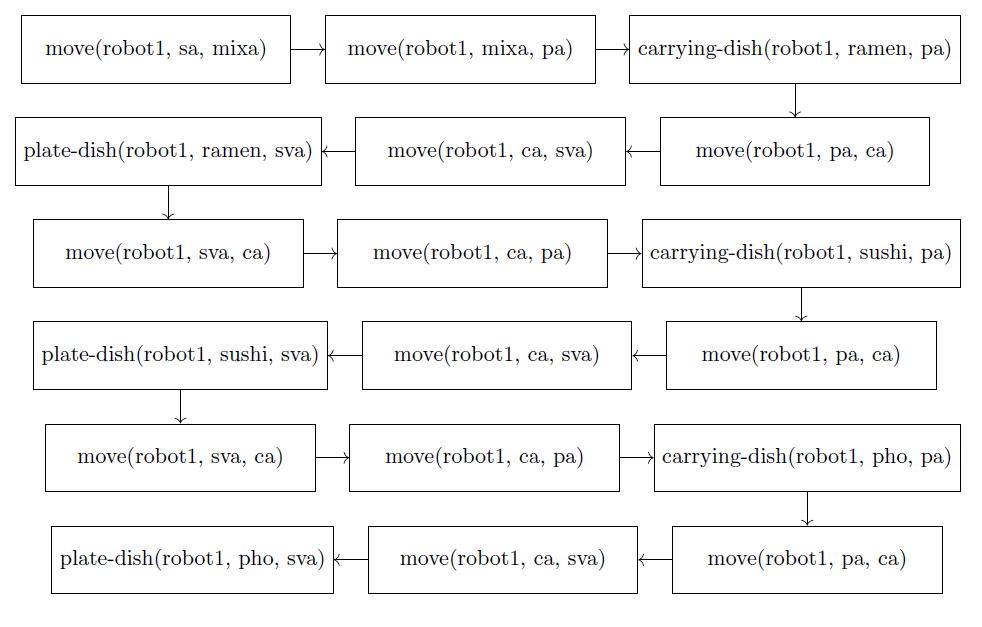 move(robot1, sa, mixa)
move(robot1, mixa, pa)
carrying-dish(robot1, ramen, pa)
move(robot1, pa, ca)
move(robot1, ca, sva)
plate-dish(robot1, ramen, sva)
move(robot1, sva, ca)
move(robot1, ca, pa)
carrying-dish(robot1, sushi, pa)
move(robot1, pa, ca)
move(robot1, ca, sva)
plate-dish(robot1, sushi, sva)
move(robot1, sva, ca)
move(robot1, ca, pa)
carrying-dish(robot1, pho, pa)
move(robot1, pa, ca)
move(robot1, ca, sva)
plate-dish(robot1, pho, sva)